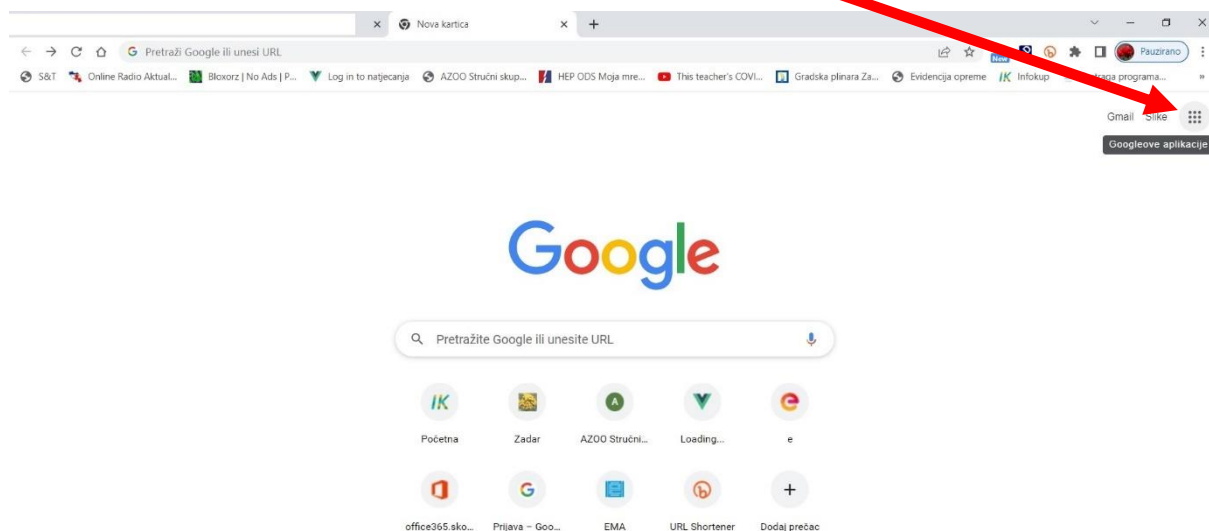 Nova kartica
Pretraži Google ili unesi URL
New
Pauzirano
S&T Online Radio Aktual... Bloxorz | No Ads | P... Log in to natjecanja AZOO Stručni skup... HEP ODS Moja mre... This teacher's COVI... Gradska plinara Za... Evidencija opreme Infokup programa...
Gmail Slike
Googleove aplikacije
Google
Pretražite Google ili unesite URL
Početna Zadar AZOO Stručni... Loading... e
office365.sko... Prijava – Goo... EMA URL Shortener Dodaj prečac